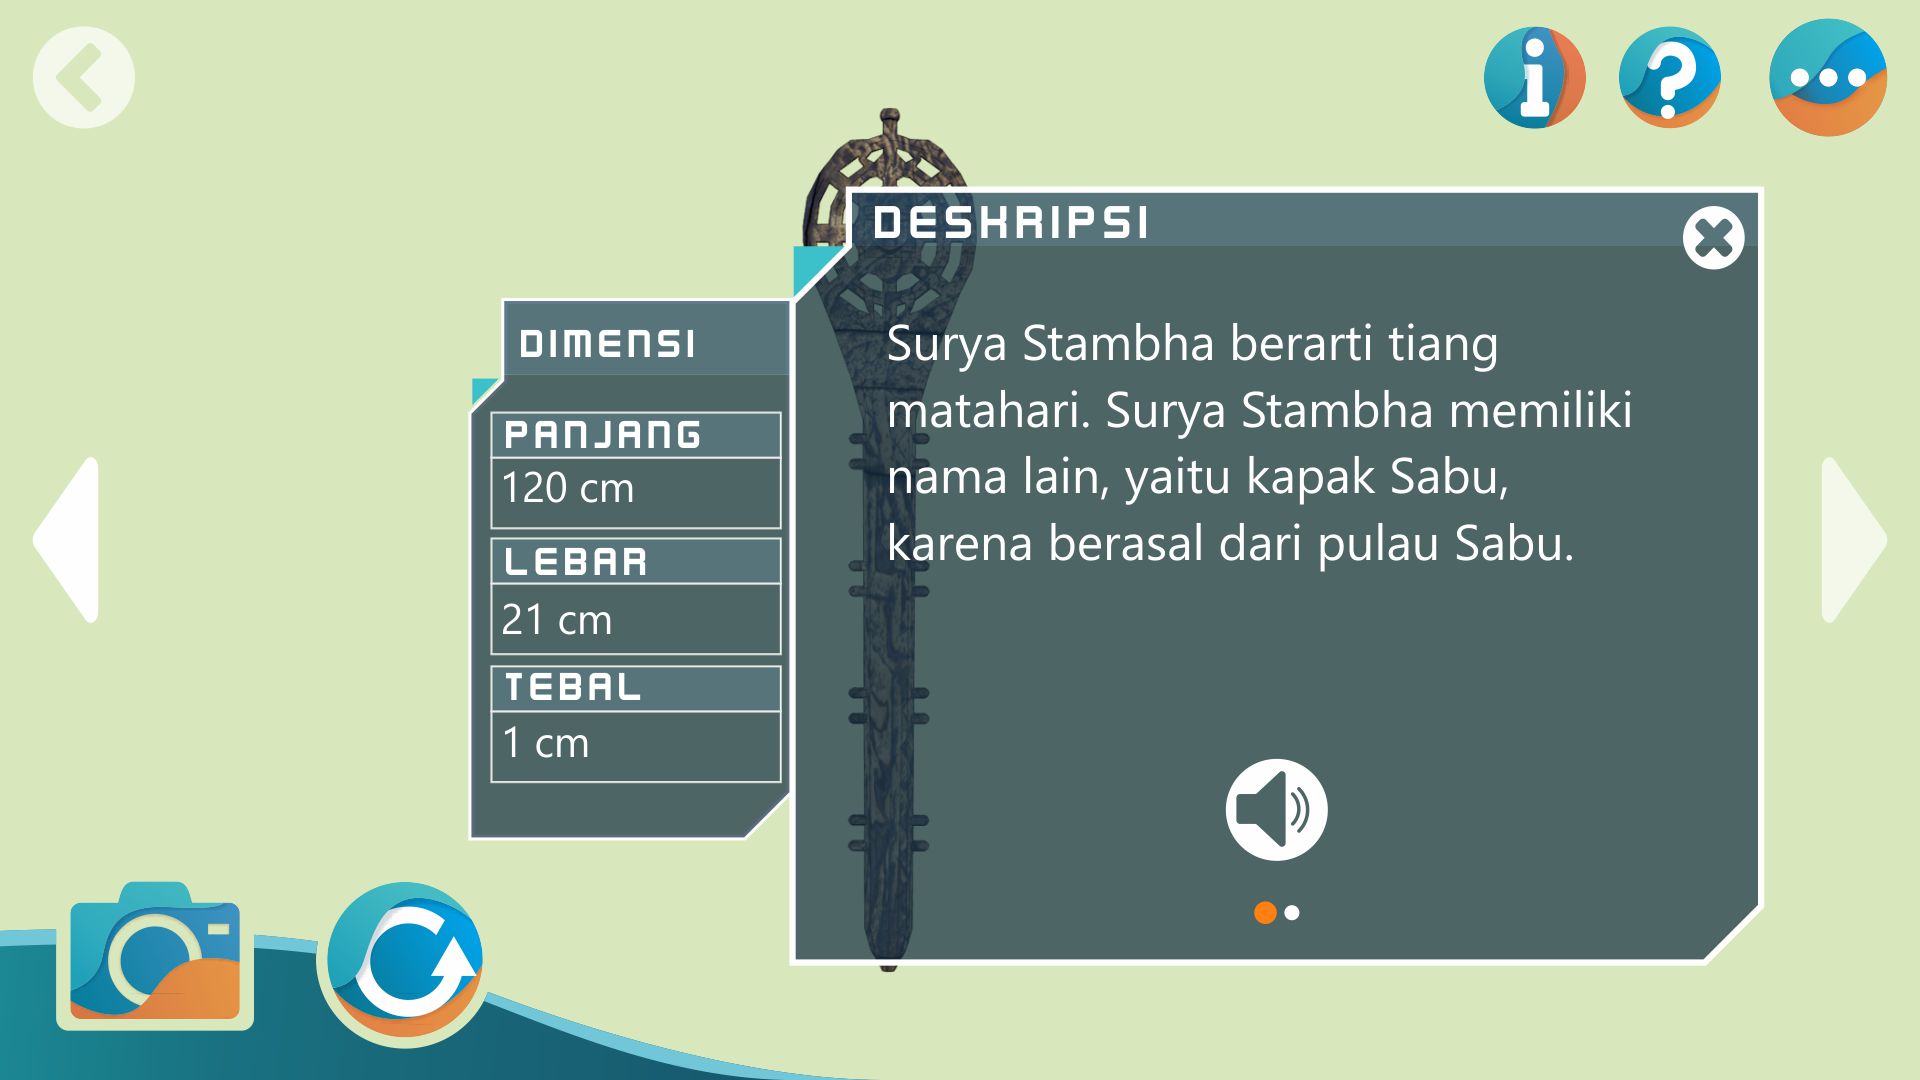 DESKRIPSI
Surya Stambha berarti tiang
matahari. Surya Stambha memiliki
nama lain, yaitu kapak Sabu,
karena berasal dari pulau Sabu.
DIMENSI
PANJANG
120 cm
LEBAR
21 cm
TEBAL
1 cm